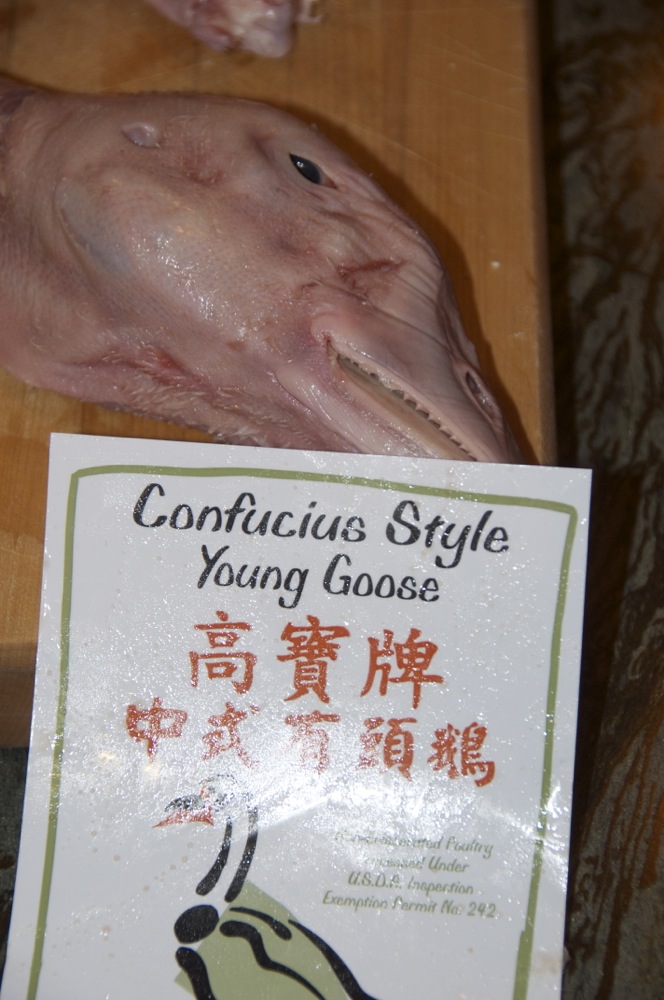 Confucius Style
Young Goose
高寶牌
中式有頭鵝
Poultry
Under
U.S.D.A. Inspection
Exemption Permit No. 242